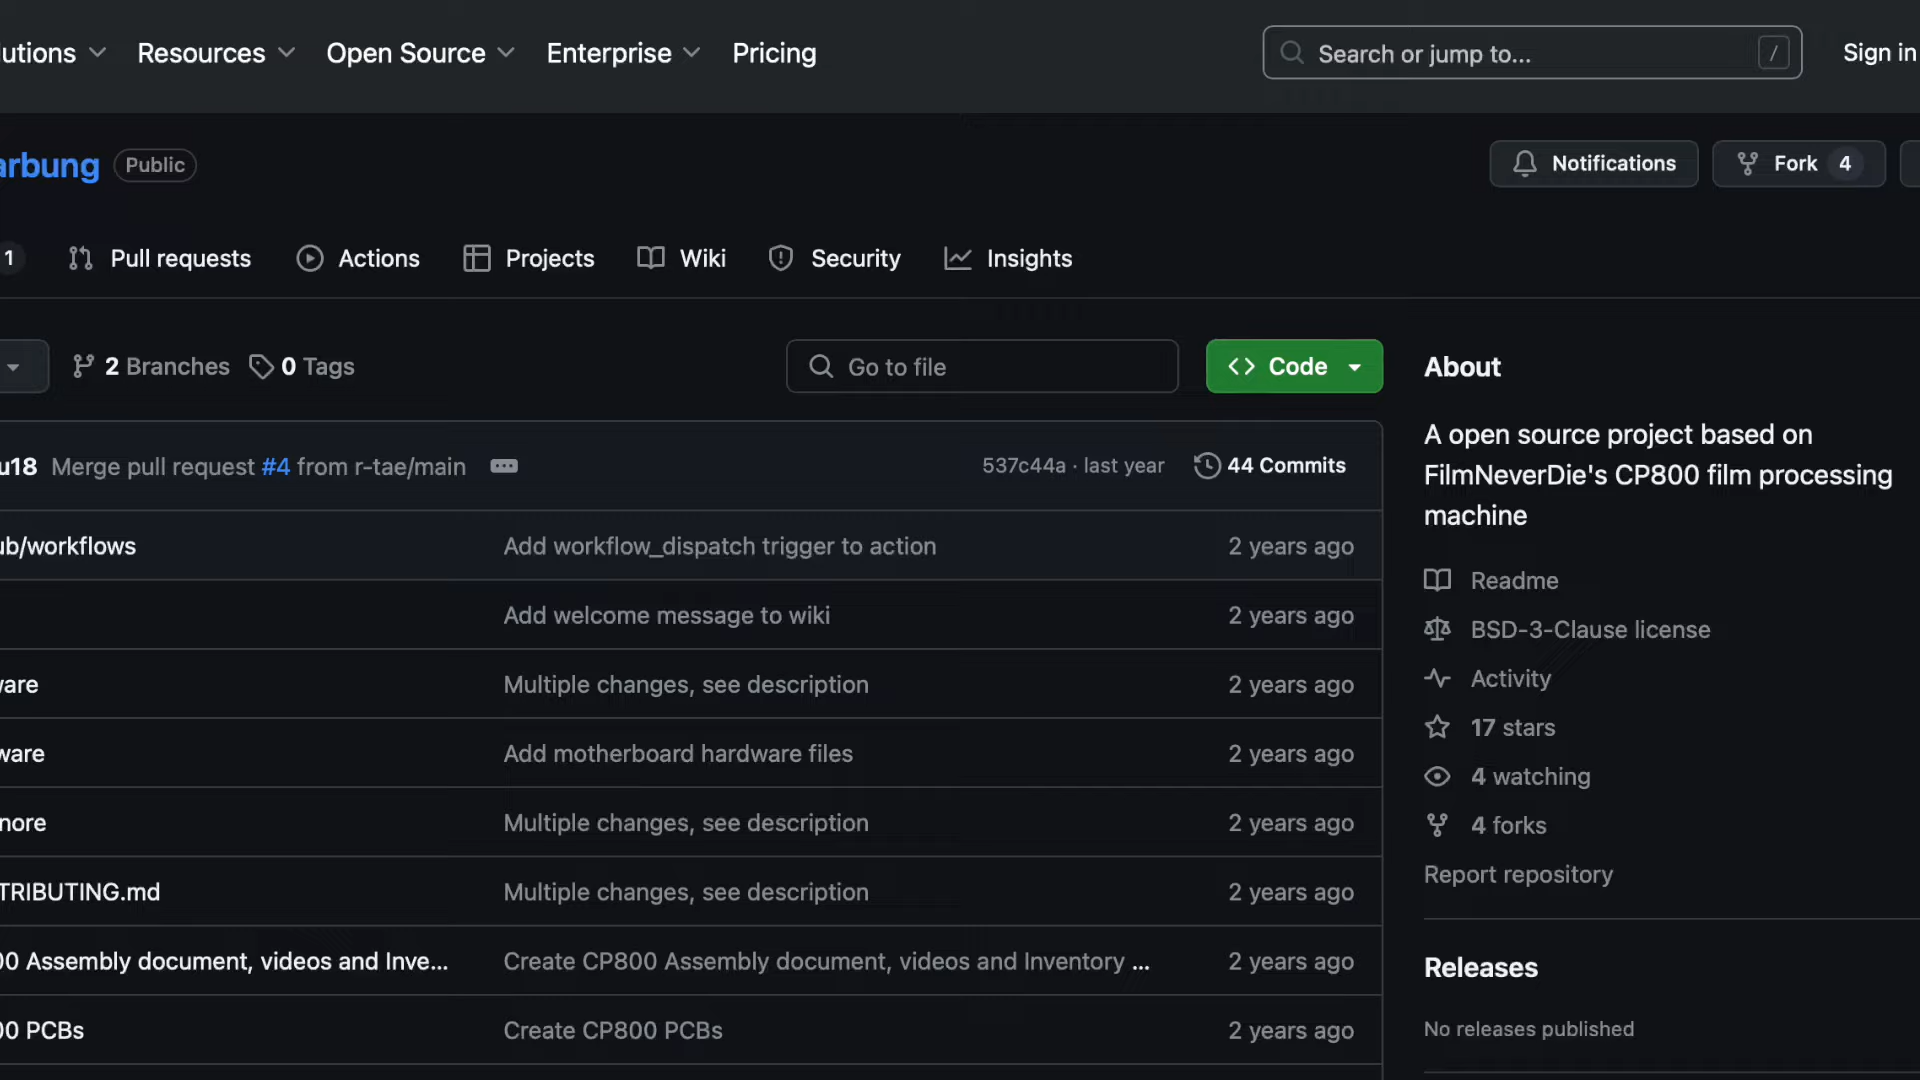 utions Resources Open Source Enterprise Pricing Search or jump to... / Sign in
arbung Public Notifications Fork 4
1 Pull requests Actions Projects Wiki Security Insights
2 Branches 0 Tags Go to file Code
u18 Merge pull request #4 from r-tae/main 537c44a · last year 44 Commits
ub/workflows Add workflow_dispatch trigger to action 2 years ago
Add welcome message to wiki 2 years ago
ware Multiple changes, see description 2 years ago
ware Add motherboard hardware files 2 years ago
nore Multiple changes, see description 2 years ago
TRIBUTING.md Multiple changes, see description 2 years ago
00 Assembly document, videos and Inve... Create CP800 Assembly document, videos and Inventory ... 2 years ago
00 PCBs Create CP800 PCBs 2 years ago
About
A open source project based on
FilmNeverDie's CP800 film processing
machine
Readme
BSD-3-Clause license
Activity
17 stars
4 watching
4 forks
Report repository
Releases
No releases published